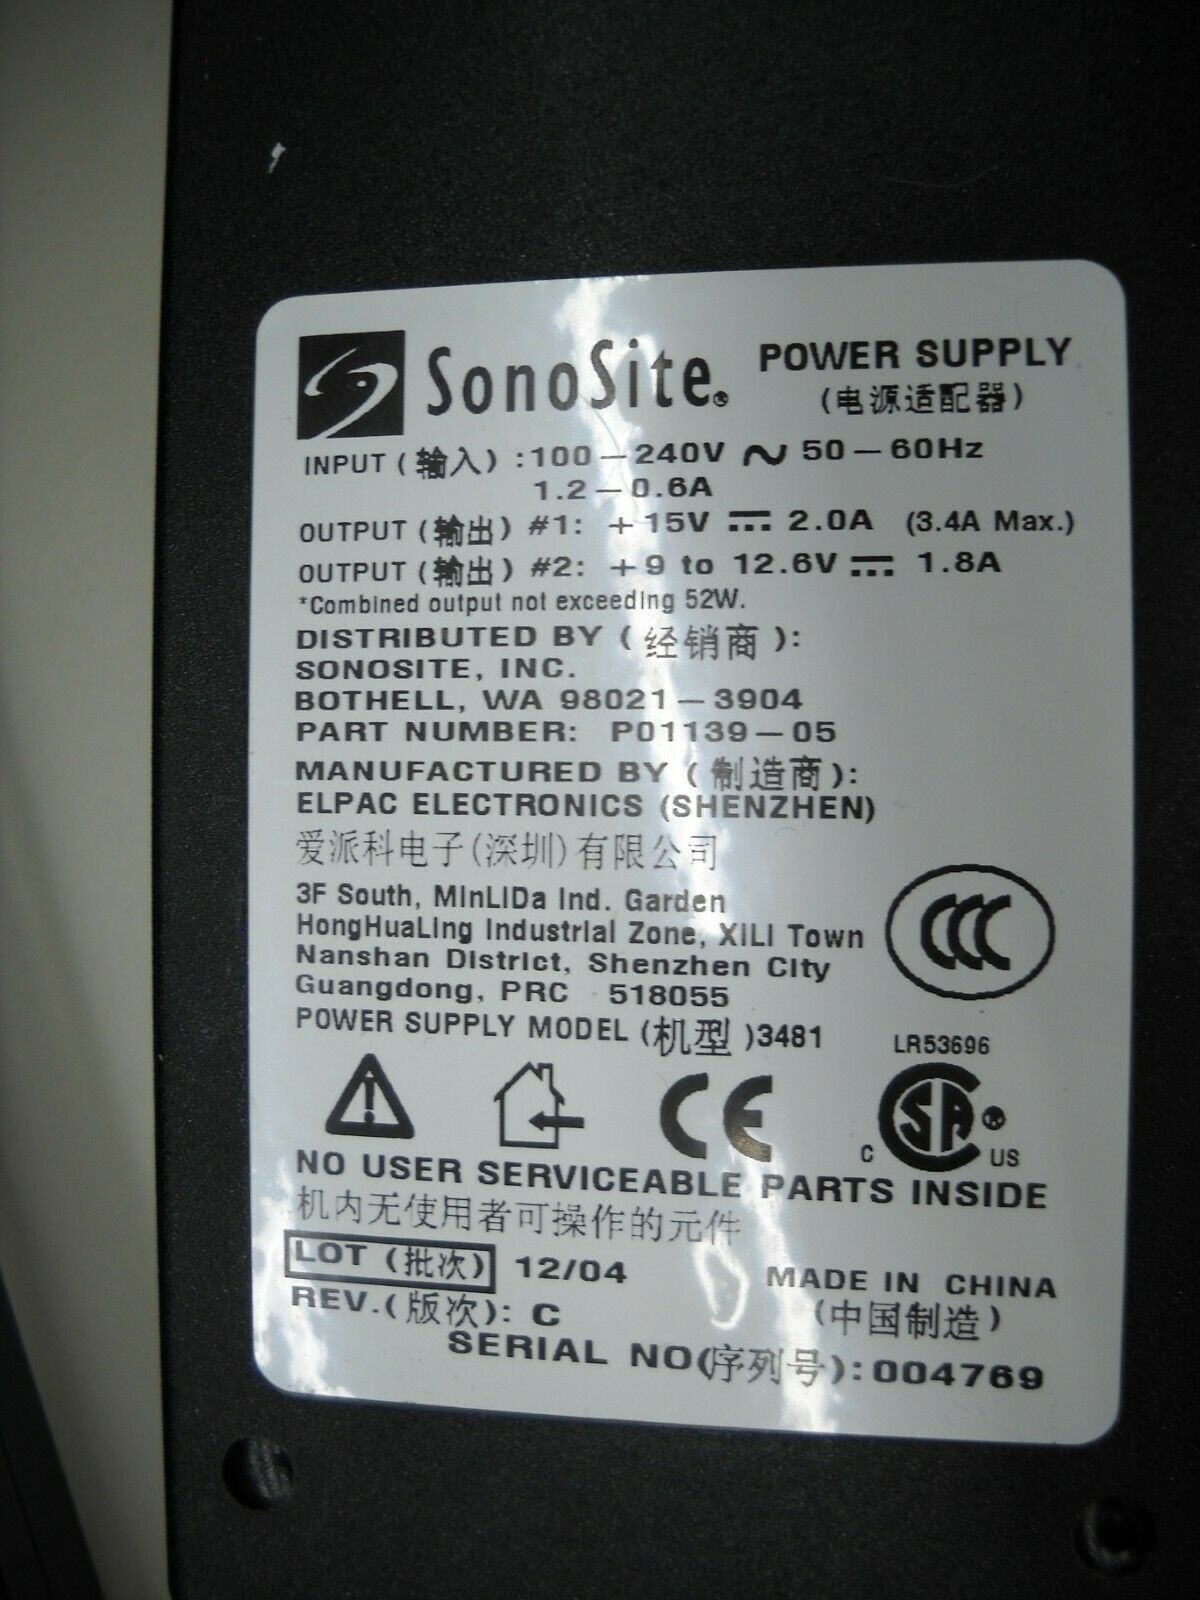 SonoSite® POWER SUPPLY
(电源适配器)
INPUT (输入) :100–240V ~ 50–60Hz
1.2–0.6A
OUTPUT (输出) #1: +15V ⎓ 2.0A (3.4A Max.)
OUTPUT (输出) #2: +9 to 12.6V ⎓ 1.8A
*Combined output not exceeding 52W.
DISTRIBUTED BY (经销商):
SONOSITE, INC.
BOTHELL, WA 98021–3904
PART NUMBER: P01139–05
MANUFACTURED BY (制造商):
ELPAC ELECTRONICS (SHENZHEN)
爱派科电子(深圳)有限公司
3F South, MinLiDa Ind. Garden
HongHuaLing Industrial Zone, XiLi Town
Nanshan District, Shenzhen City
Guangdong, PRC 518055
CCC
POWER SUPPLY MODEL (机型)3481
LR53696
CE
C SA® US
NO USER SERVICEABLE PARTS INSIDE
机内无使用者可操作的元件
LOT (批次) 12/04
MADE IN CHINA
REV.(版次): C
(中国制造)
SERIAL NO(序列号):004769